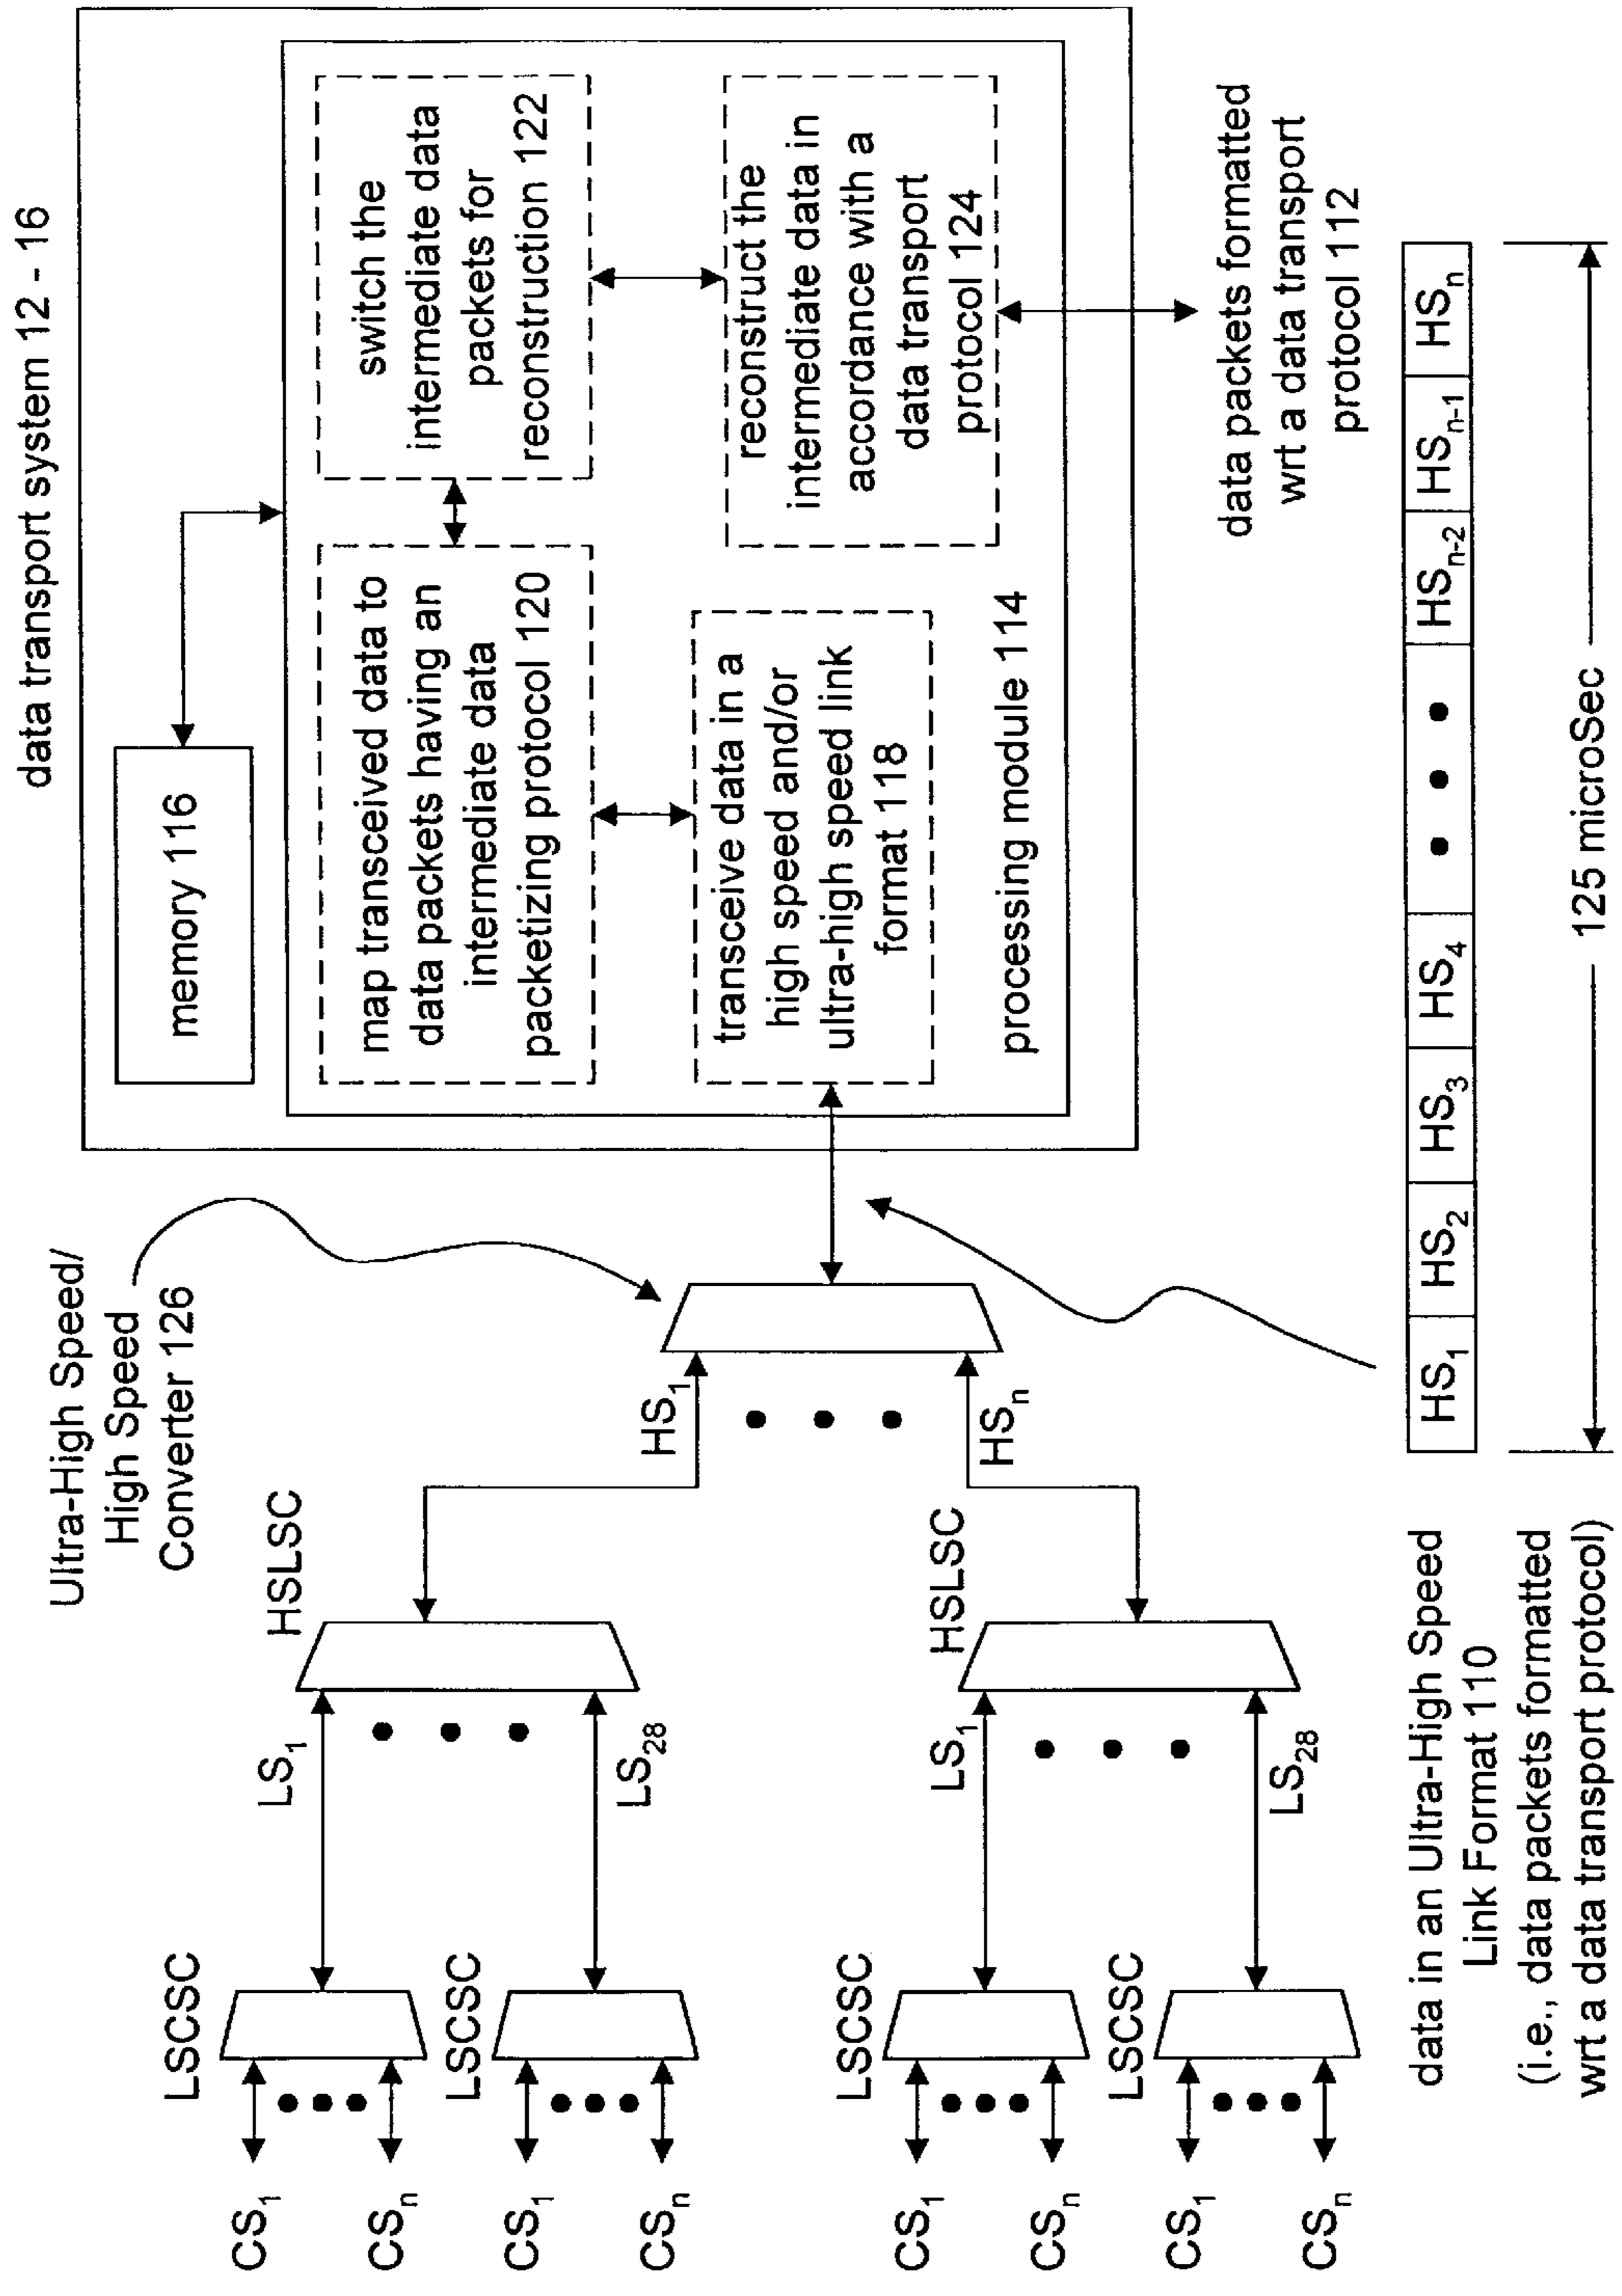 data transport system 12 - 16
memory 116
map transceived data to
data packets having an
intermediate data
packetizing protocol 120
switch the
intermediate data
packets for
reconstruction 122
transceive data in a
high speed and/or
ultra-high speed link
format 118
reconstruct the
intermediate data in
accordance with a
data transport
protocol 124
processing module 114
data packets formatted
wrt a data transport
protocol 112
Ultra-High Speed/
High Speed
Converter 126
HSLSC
HS₁
HSₙ
HSLSC
LSCSC
LS₁
LSCSC
LS₂₈
LSCSC
LS₁
LSCSC
LS₂₈
CS₁
CSₙ
CS₁
CSₙ
CS₁
CSₙ
CS₁
CSₙ
data in an Ultra-High Speed
Link Format 110
(i.e., data packets formatted
wrt a data transport protocol)
HS₁ HS₂ HS₃ HS₄ HSₙ₋₂ HSₙ₋₁ HSₙ
125 microSec